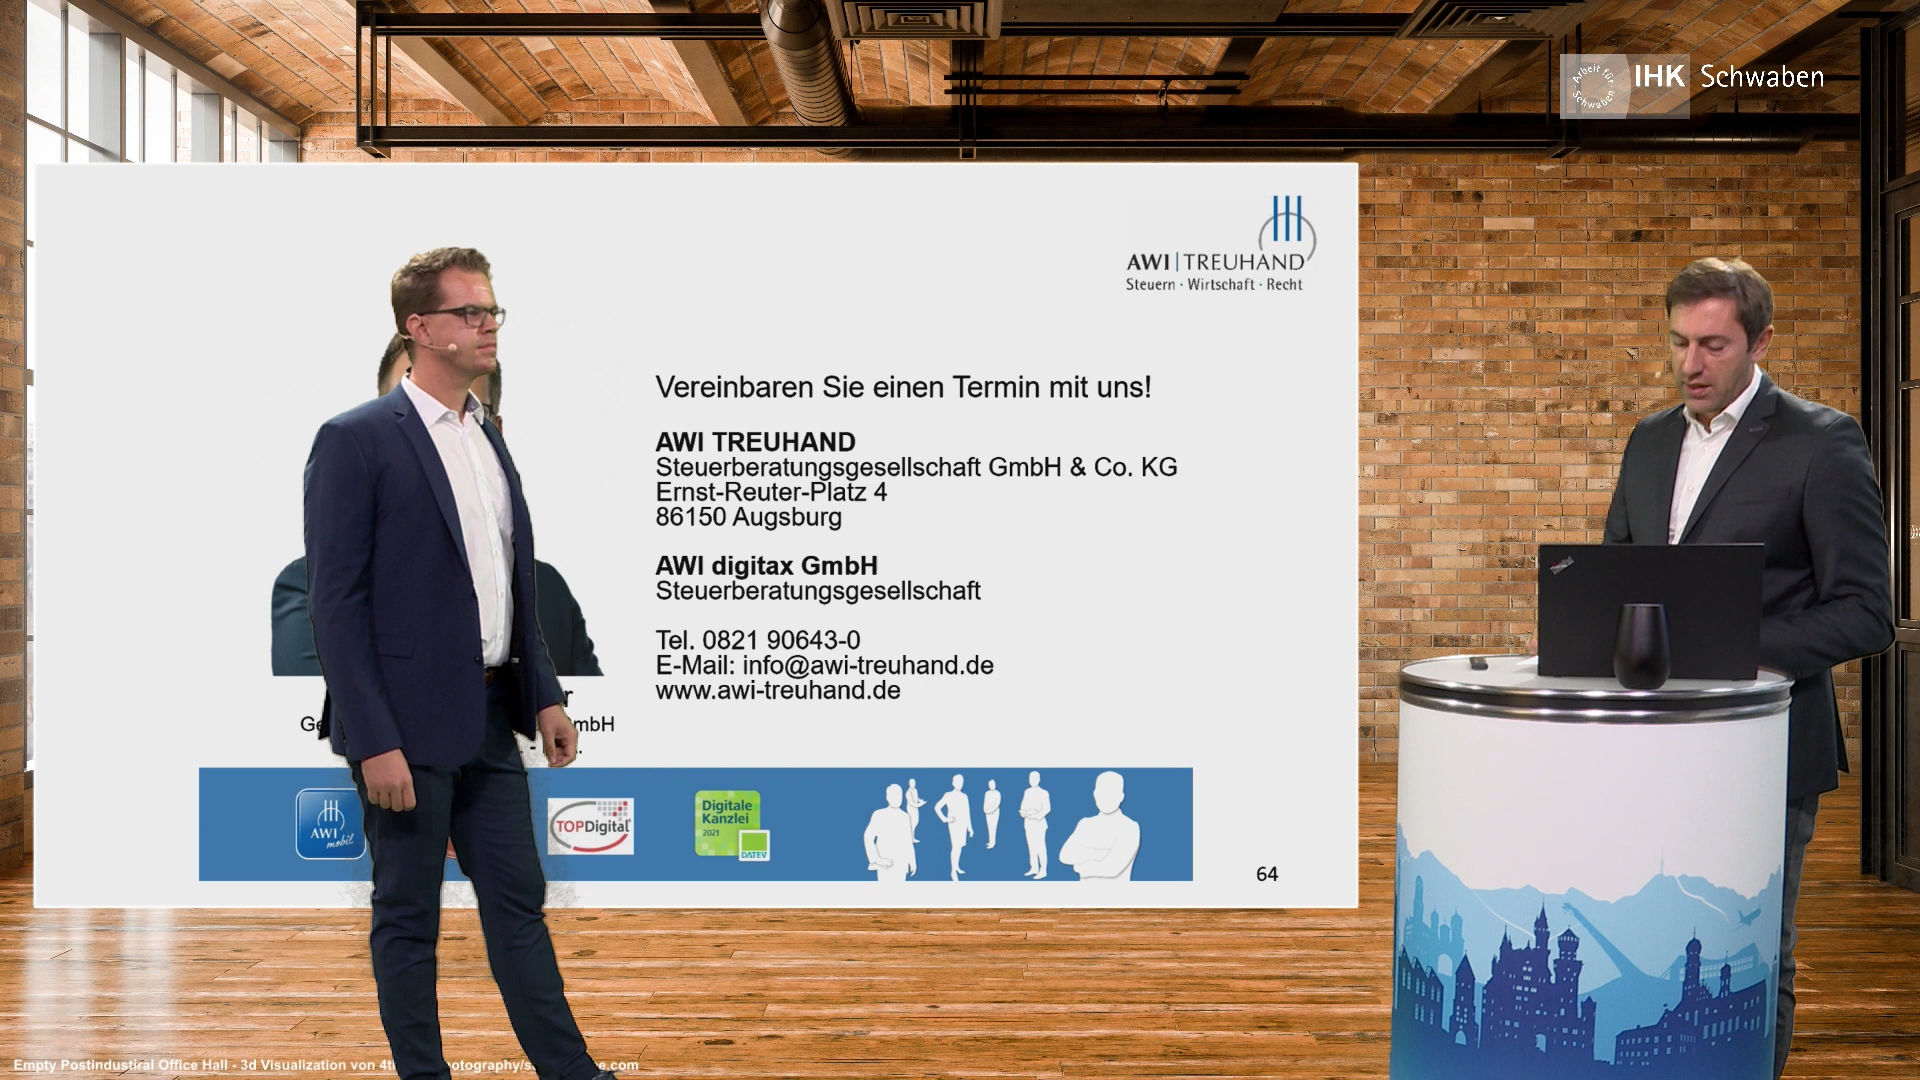 Arbeit für Schwaben
IHK Schwaben
AWI | TREUHAND
Steuern · Wirtschaft · Recht
Vereinbaren Sie einen Termin mit uns!
AWI TREUHAND
Steuerberatungsgesellschaft GmbH & Co. KG
Ernst-Reuter-Platz 4
86150 Augsburg
AWI digitax GmbH
Steuerberatungsgesellschaft
Tel. 0821 90643-0
E-Mail: info@awi-treuhand.de
www.awi-treuhand.de
AWI
mobil
TOPDigital
Digitale
Kanzlei
2021
DATEV
64
Empty Postindustiral Office Hall - 3d Visualization von